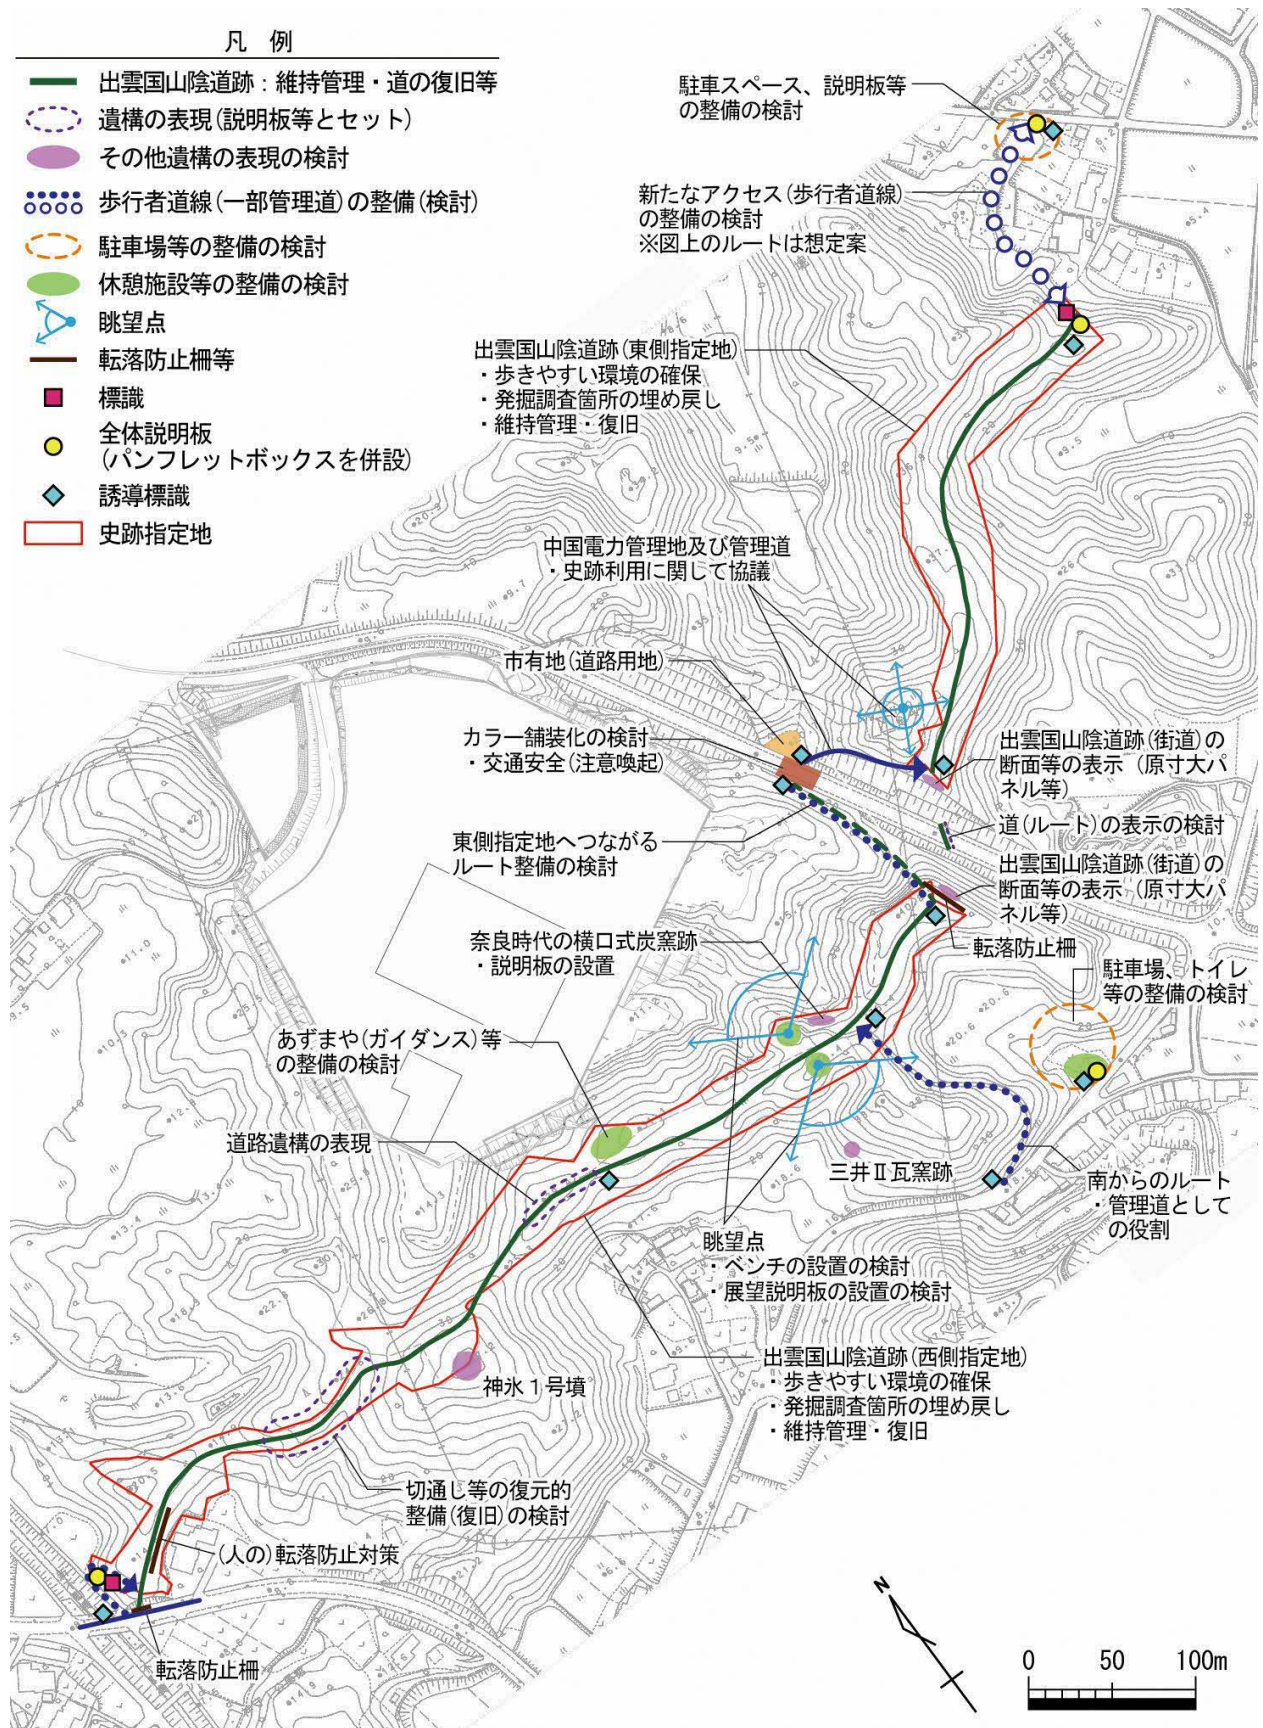 凡 例
出雲国山陰道跡：維持管理・道の復旧等
遺構の表現(説明板等とセット)
その他遺構の表現の検討
歩行者道線(一部管理道)の整備(検討)
駐車場等の整備の検討
休憩施設等の整備の検討
眺望点
転落防止柵等
標識
全体説明板
(パンフレットボックスを併設)
誘導標識
史跡指定地
駐車スペース、説明板等
の整備の検討
新たなアクセス(歩行者道線)
の整備の検討
※図上のルートは想定案
出雲国山陰道跡(東側指定地)
・歩きやすい環境の確保
・発掘調査箇所の埋め戻し
・維持管理・復旧
中国電力管理地及び管理道
・史跡利用に関して協議
市有地(道路用地)
カラー舗装化の検討
・交通安全(注意喚起)
出雲国山陰道跡(街道)の
断面等の表示（原寸大パ
ネル等)
道(ルート)の表示の検討
東側指定地へつながる
ルート整備の検討
出雲国山陰道跡(街道)の
断面等の表示（原寸大パ
ネル等)
転落防止柵
奈良時代の横口式炭窯跡
・説明板の設置
駐車場、トイレ
等の整備の検討
あずまや(ガイダンス)等
の整備の検討
道路遺構の表現
三井Ⅱ瓦窯跡
南からのルート
・管理道として
の役割
眺望点
・ベンチの設置の検討
・展望説明板の設置の検討
出雲国山陰道跡(西側指定地)
・歩きやすい環境の確保
・発掘調査箇所の埋め戻し
・維持管理・復旧
神氷１号墳
切通し等の復元的
整備(復旧)の検討
(人の)転落防止対策
転落防止柵
N
0 50 100m